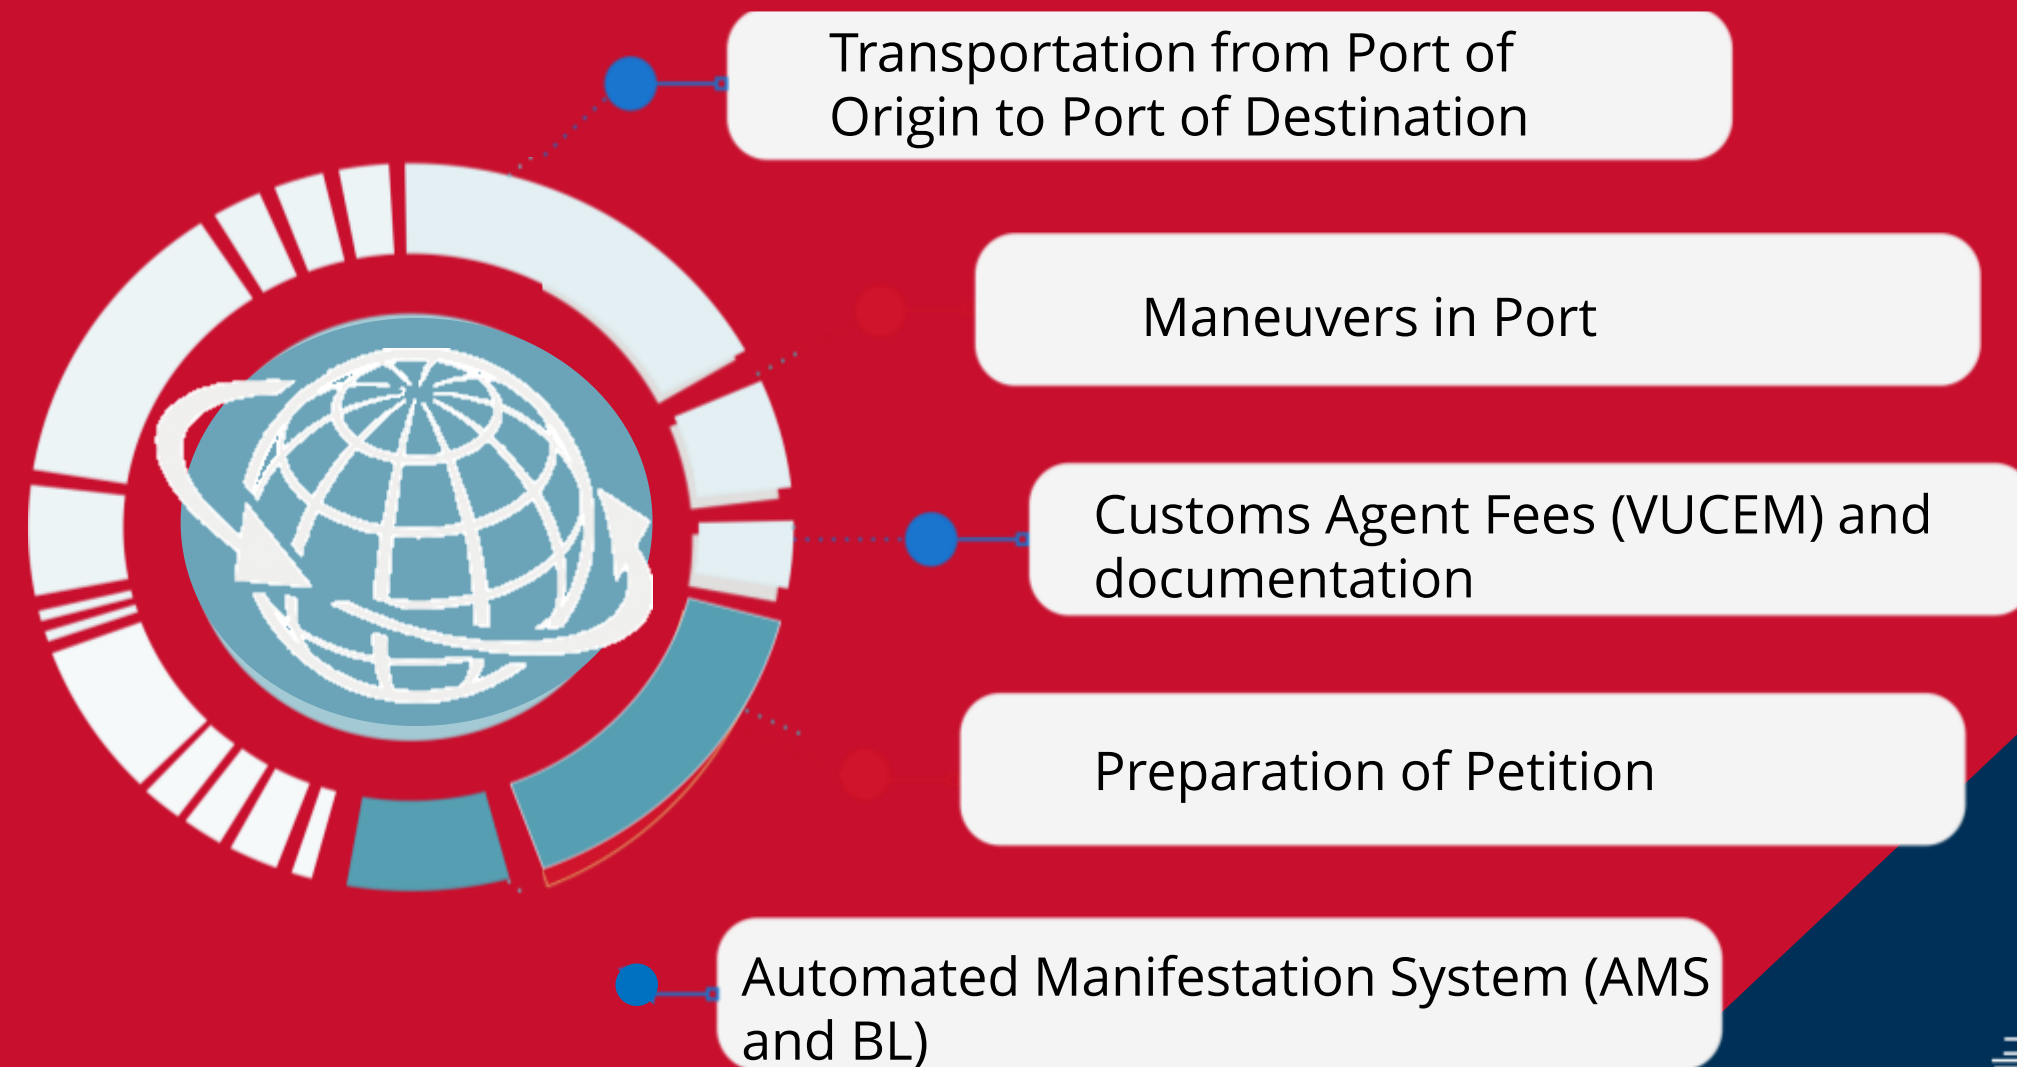 Transportation from Port of
Origin to Port of Destination
Maneuvers in Port
Customs Agent Fees (VUCEM) and
documentation
Preparation of Petition
Automated Manifestation System (AMS
and BL)